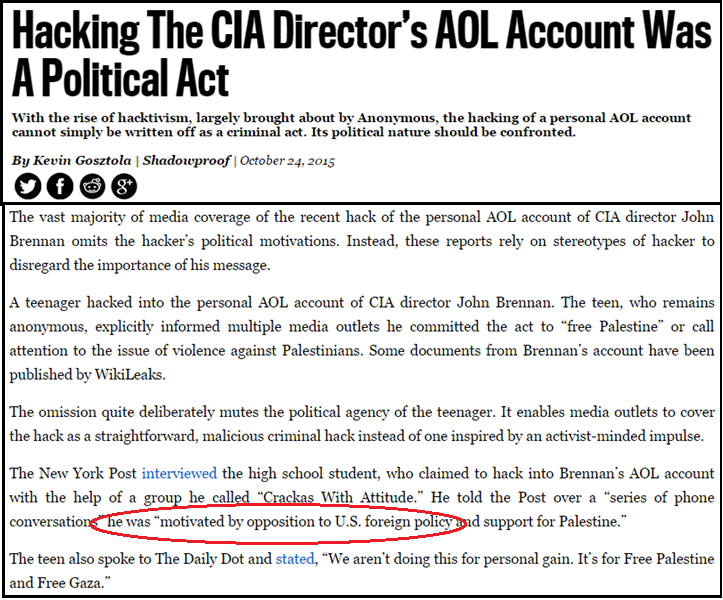 Hacking The CIA Director's AOL Account Was
A Political Act
With the rise of hacktivism, largely brought about by Anonymous, the hacking of a personal AOL account
cannot simply be written off as a criminal act. Its political nature should be confronted.
By Kevin Gosztola | Shadowproof | October 24, 2015
The vast majority of media coverage of the recent hack of the personal AOL account of CIA director John
Brennan omits the hacker's political motivations. Instead, these reports rely on stereotypes of hacker to
disregard the importance of his message.
A teenager hacked into the personal AOL account of CIA director John Brennan. The teen, who remains
anonymous, explicitly informed multiple media outlets he committed the act to “free Palestine” or call
attention to the issue of violence against Palestinians. Some documents from Brennan's account have been
published by WikiLeaks.
The omission quite deliberately mutes the political agency of the teenager. It enables media outlets to cover
the hack as a straightforward, malicious criminal hack instead of one inspired by an activist-minded impulse.
The New York Post interviewed the high school student, who claimed to hack into Brennan's AOL account
with the help of a group he called “Crackas With Attitude.” He told the Post over a “series of phone
conversations” he was “motivated by opposition to U.S. foreign policy and support for Palestine.”
The teen also spoke to The Daily Dot and stated, “We aren't doing this for personal gain. It's for Free Palestine
and Free Gaza.”